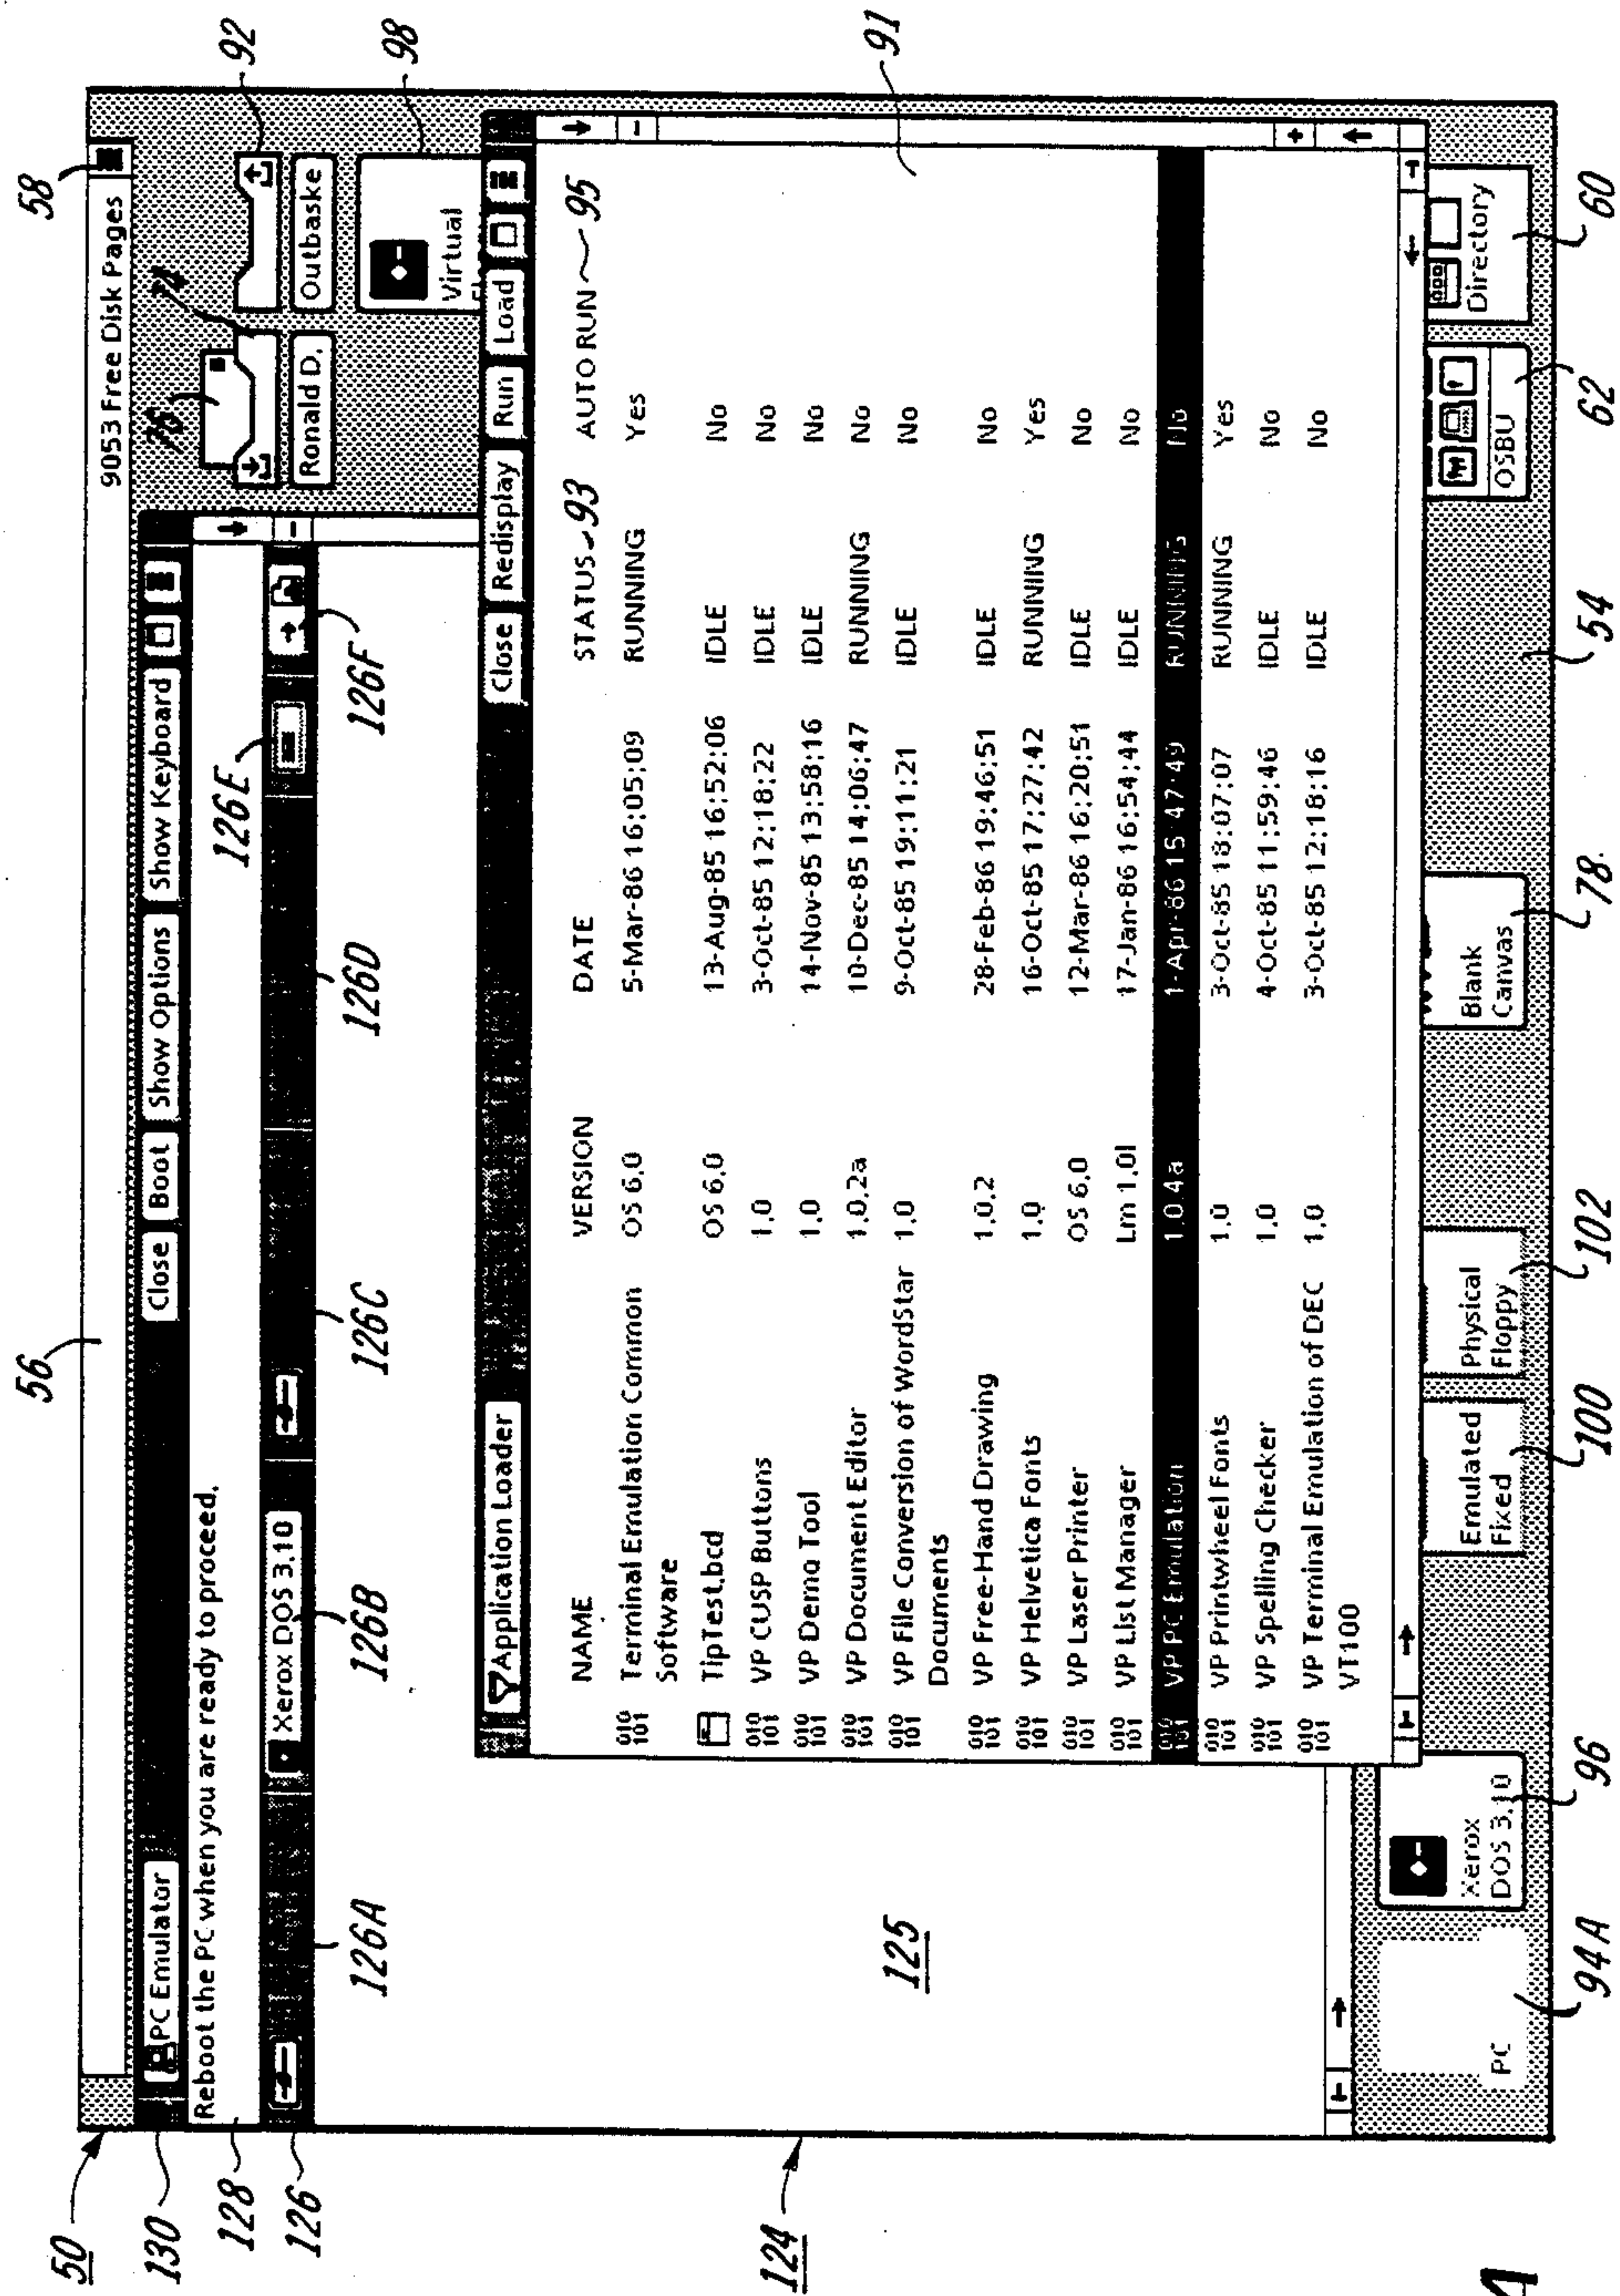 56
58
50
9053 Free Disk Pages
130
PC Emulator
Close
Boot
Show Options
Show Keyboard
128
Reboot the PC when you are ready to proceed.
126
Xerox DOS 3.10
126A
126B
126C
126D
126E
126F
76
74
92
Ronald D.
Outbaske
98
Virtual
Application Loader
Close
Redisplay
Run
Load
NAME VERSION DATE STATUS 93 AUTO RUN 95
Terminal Emulation Common OS 6.0 5-Mar-86 16:05:09 RUNNING Yes
Software
TipTest.bcd OS 6.0 13-Aug-85 16:52:06 IDLE No
VP CUSP Buttons 1.0 3-Oct-85 12:18:22 IDLE No
VP Demo Tool 1.0 14-Nov-85 13:58:16 IDLE No
VP Document Editor 1.0.2a 10-Dec-85 14:06:47 RUNNING No
VP File Conversion of WordStar 1.0 9-Oct-85 19:11:21 IDLE No
Documents
VP Free-Hand Drawing 1.0.2 28-Feb-86 19:46:51 IDLE No
VP Helvetica Fonts 1.0 16-Oct-85 17:27:42 RUNNING Yes
VP Laser Printer OS 6.0 12-Mar-86 16:20:51 IDLE No
VP List Manager Lm 1.0l 17-Jan-86 16:54:44 IDLE No
VP PC Emulation 1.0.4a 1-Apr-86 15:47:49 RUNNING No
VP Printwheel Fonts 1.0 3-Oct-85 18:07:07 RUNNING Yes
VP Spelling Checker 1.0 4-Oct-85 11:59:46 IDLE No
VP Terminal Emulation of DEC 1.0 3-Oct-85 12:18:16 IDLE No
VT100
91
124
125
PC
Xerox
DOS 3.10
Emulated
Fixed
Physical
Floppy
Blank
Canvas
OSBU
Directory
94A
96
100
102
78
54
62
60